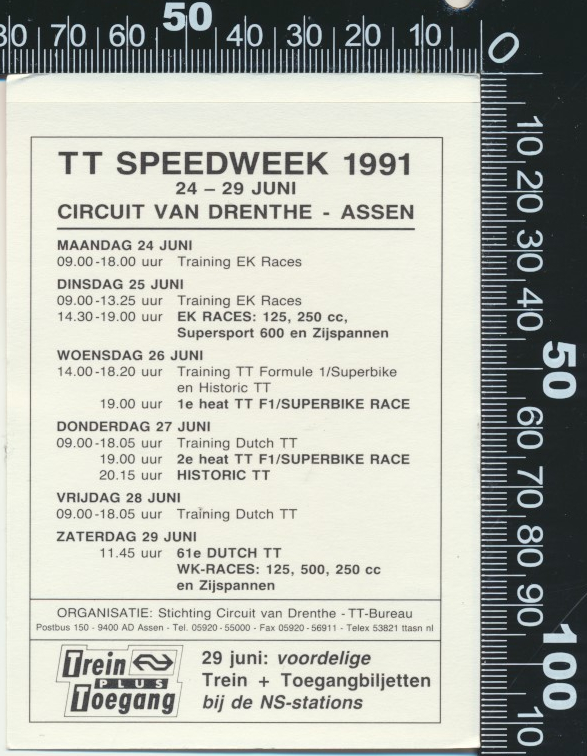 80 70 60 50 40 30 20 10 0
TT SPEEDWEEK 1991
24 – 29 JUNI
CIRCUIT VAN DRENTHE - ASSEN
MAANDAG 24 JUNI
09.00-18.00 uur Training EK Races
DINSDAG 25 JUNI
09.00-13.25 uur Training EK Races
14.30-19.00 uur EK RACES: 125, 250 cc,
Supersport 600 en Zijspannen
WOENSDAG 26 JUNI
14.00-18.20 uur Training TT Formule 1/Superbike
en Historic TT
19.00 uur 1e heat TT F1/SUPERBIKE RACE
DONDERDAG 27 JUNI
09.00-18.05 uur Training Dutch TT
19.00 uur 2e heat TT F1/SUPERBIKE RACE
20.15 uur HISTORIC TT
VRIJDAG 28 JUNI
09.00-18.05 uur Training Dutch TT
ZATERDAG 29 JUNI
11.45 uur 61e DUTCH TT
WK-RACES: 125, 500, 250 cc
en Zijspannen
ORGANISATIE: Stichting Circuit van Drenthe - TT-Bureau
Postbus 150 - 9400 AD Assen - Tel. 05920 - 55000 - Fax 05920 - 56911 - Telex 53821 ttasn nl
Trein
PLUS
Toegang
29 juni: voordelige
Trein + Toegangbiljetten
bij de NS-stations
10 20 30 40 50 60 70 80 90 100 10